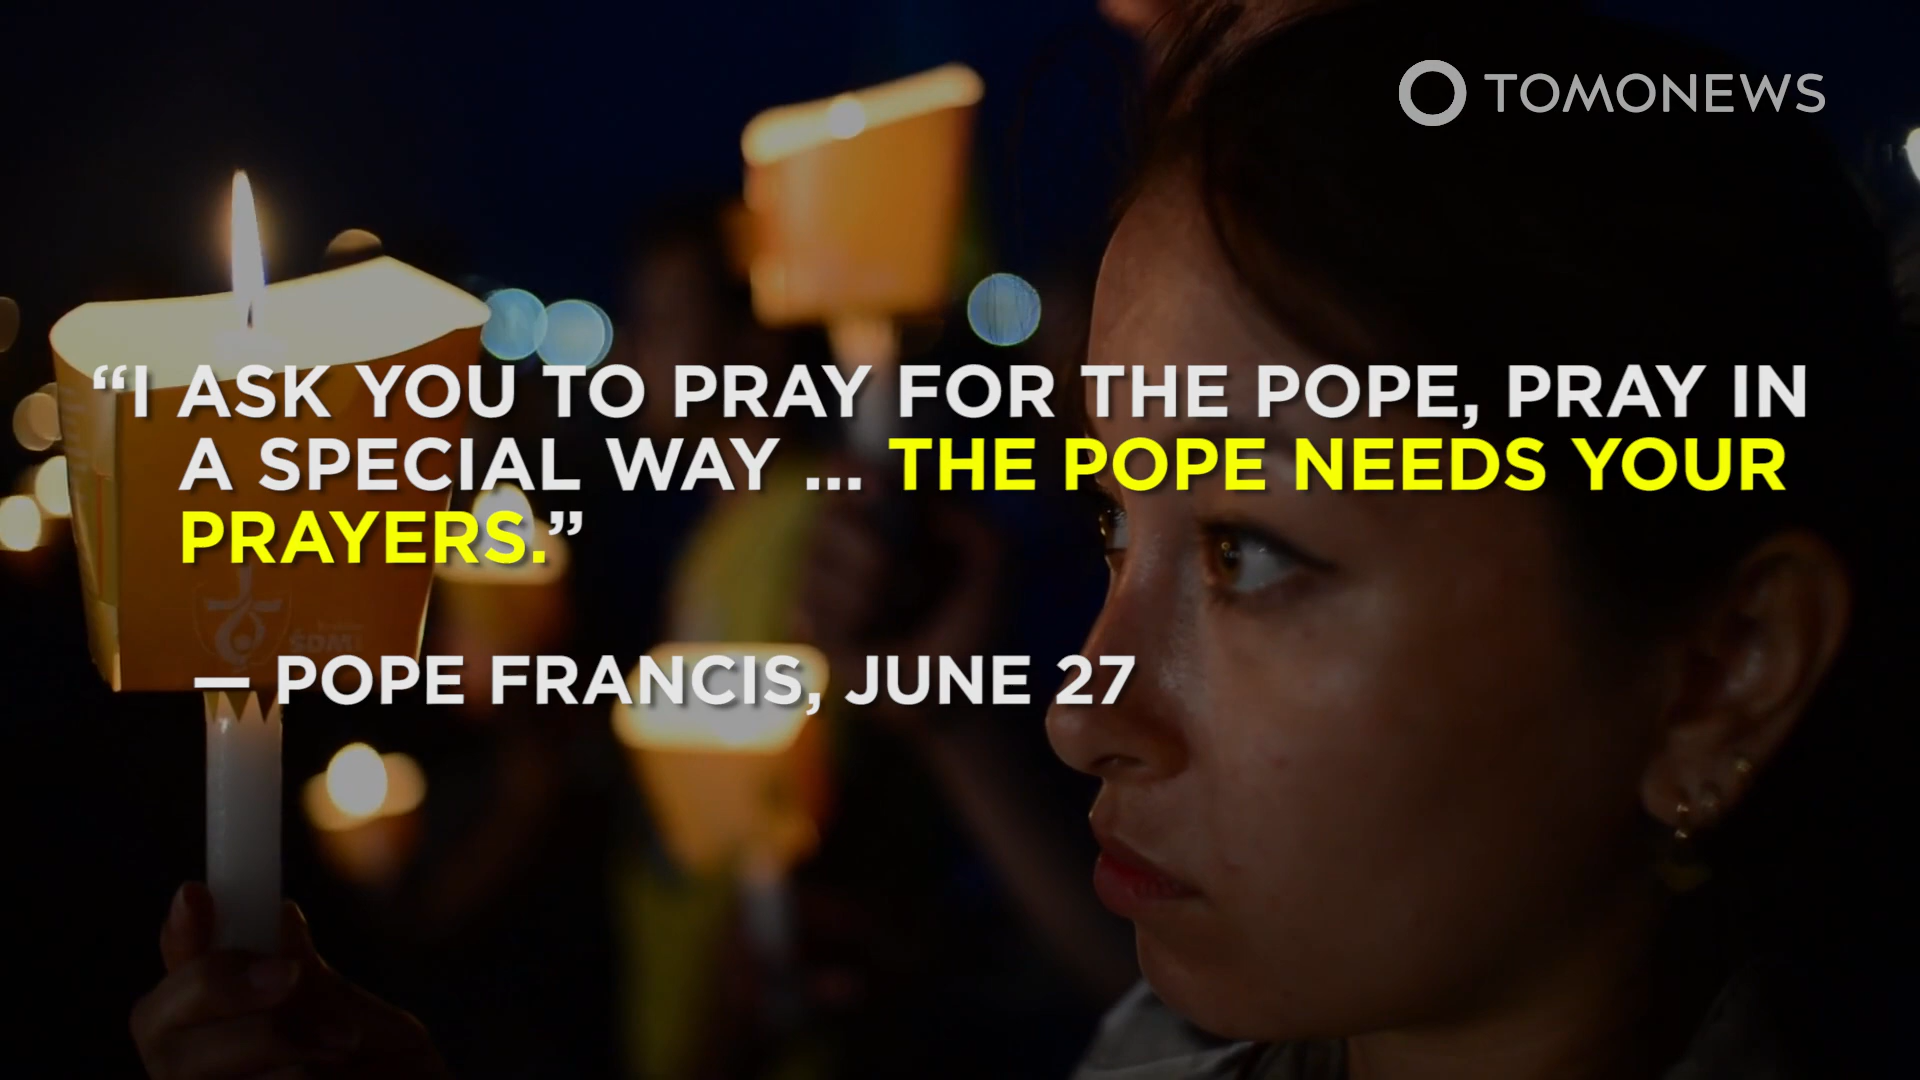 TOMONEWS
“I ASK YOU TO PRAY FOR THE POPE, PRAY IN
A SPECIAL WAY ... THE POPE NEEDS YOUR
PRAYERS.”
— POPE FRANCIS, JUNE 27